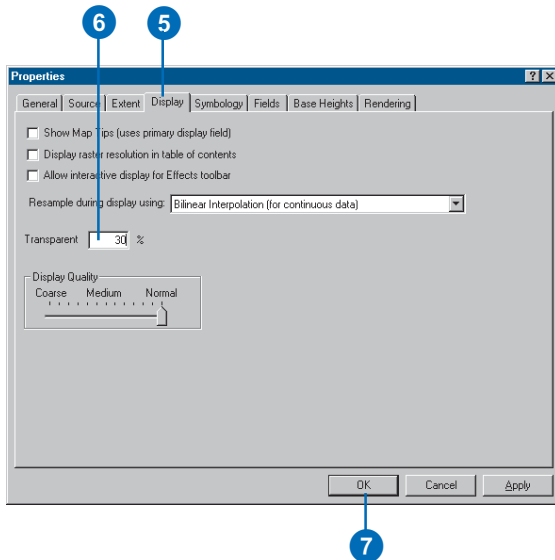 6 5
Properties
General Source Extent Display Symbology Fields Base Heights Rendering
Show Map Tips (uses primary display field)
Display raster resolution in table of contents
Allow interactive display for Effects toolbar
Resample during display using: Bilinear Interpolation (for continuous data)
Transparent 30 %
Display Quality
Coarse Medium Normal
OK Cancel Apply
7